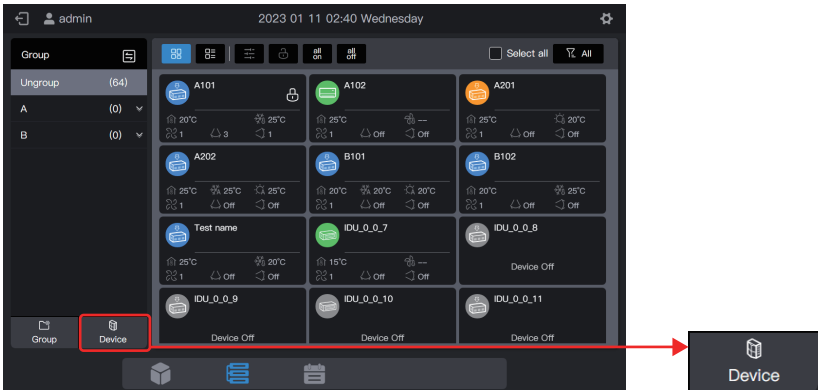 admin
2023 01 11 02:40 Wednesday
Group
all on
all off
Select all
All
Ungroup (64)
A (0)
B (0)
A101
20°C 25°C
1 3 1
A102
25°C --
1 Off Off
A201
25°C 20°C
1 Off Off
A202
25°C 25°C 25°C
1 Off Off
B101
20°C 20°C 20°C
1 Off Off
B102
20°C 25°C
1 Off Off
Test name
25°C 20°C
1 Off Off
IDU_0_0_7
15°C --
1 Off Off
IDU_0_0_8
Device Off
IDU_0_0_9
Device Off
IDU_0_0_10
Device Off
IDU_0_0_11
Device Off
Group
Device
Device